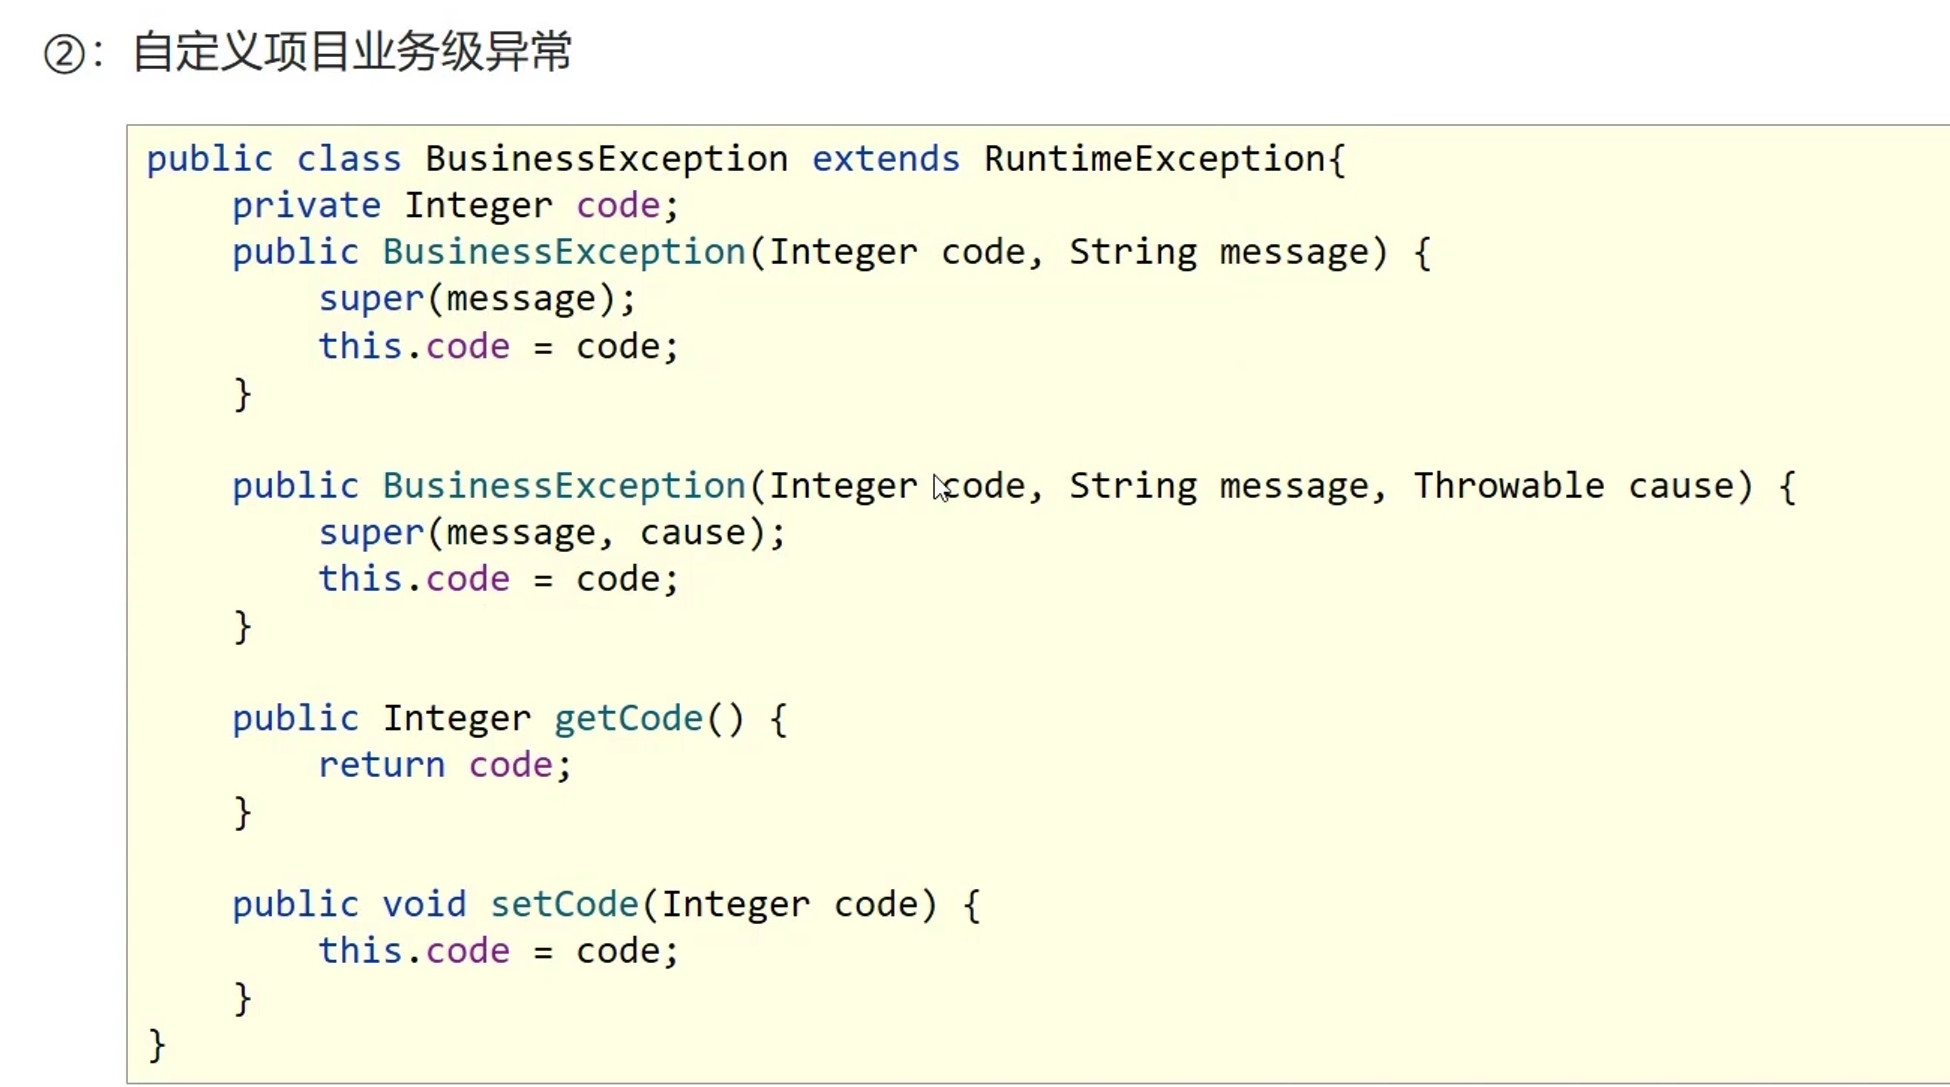 ②：自定义项目业务级异常
public class BusinessException extends RuntimeException{
    private Integer code;
    public BusinessException(Integer code, String message) {
        super(message);
        this.code = code;
    }
    public BusinessException(Integer code, String message, Throwable cause) {
        super(message, cause);
        this.code = code;
    }
    public Integer getCode() {
        return code;
    }
    public void setCode(Integer code) {
        this.code = code;
    }
}